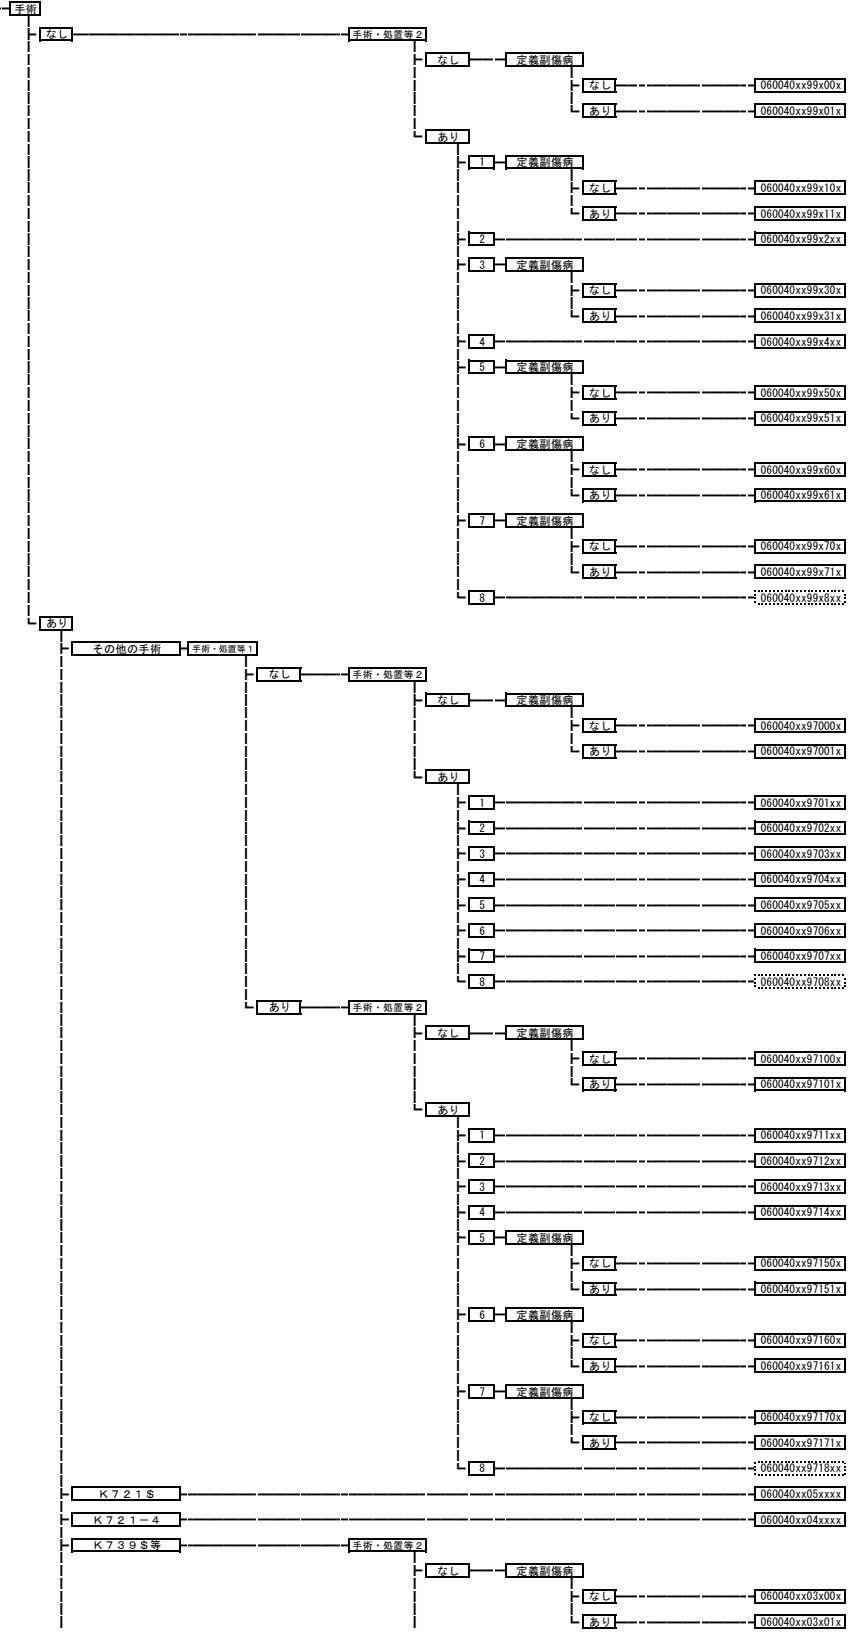 手術
なし 手術・処置等２
なし 定義副傷病
なし 060040xx99x00x
あり 060040xx99x01x
あり
1 定義副傷病
なし 060040xx99x10x
あり 060040xx99x11x
2 060040xx99x2xx
3 定義副傷病
なし 060040xx99x30x
あり 060040xx99x31x
4 060040xx99x4xx
5 定義副傷病
なし 060040xx99x50x
あり 060040xx99x51x
6 定義副傷病
なし 060040xx99x60x
あり 060040xx99x61x
7 定義副傷病
なし 060040xx99x70x
あり 060040xx99x71x
8 060040xx99x8xx
あり
その他の手術 手術・処置等１
なし 手術・処置等２
なし 定義副傷病
なし 060040xx97000x
あり 060040xx97001x
あり
1 060040xx9701xx
2 060040xx9702xx
3 060040xx9703xx
4 060040xx9704xx
5 060040xx9705xx
6 060040xx9706xx
7 060040xx9707xx
8 060040xx9708xx
あり 手術・処置等２
なし 定義副傷病
なし 060040xx97100x
あり 060040xx97101x
あり
1 060040xx9711xx
2 060040xx9712xx
3 060040xx9713xx
4 060040xx9714xx
5 定義副傷病
なし 060040xx97150x
あり 060040xx97151x
6 定義副傷病
なし 060040xx97160x
あり 060040xx97161x
7 定義副傷病
なし 060040xx97170x
あり 060040xx97171x
8 060040xx9718xx
Ｋ７２１＄ 060040xx05xxxx
Ｋ７２１－４ 060040xx04xxxx
Ｋ７３９＄等 手術・処置等２
なし 定義副傷病
なし 060040xx03x00x
あり 060040xx03x01x